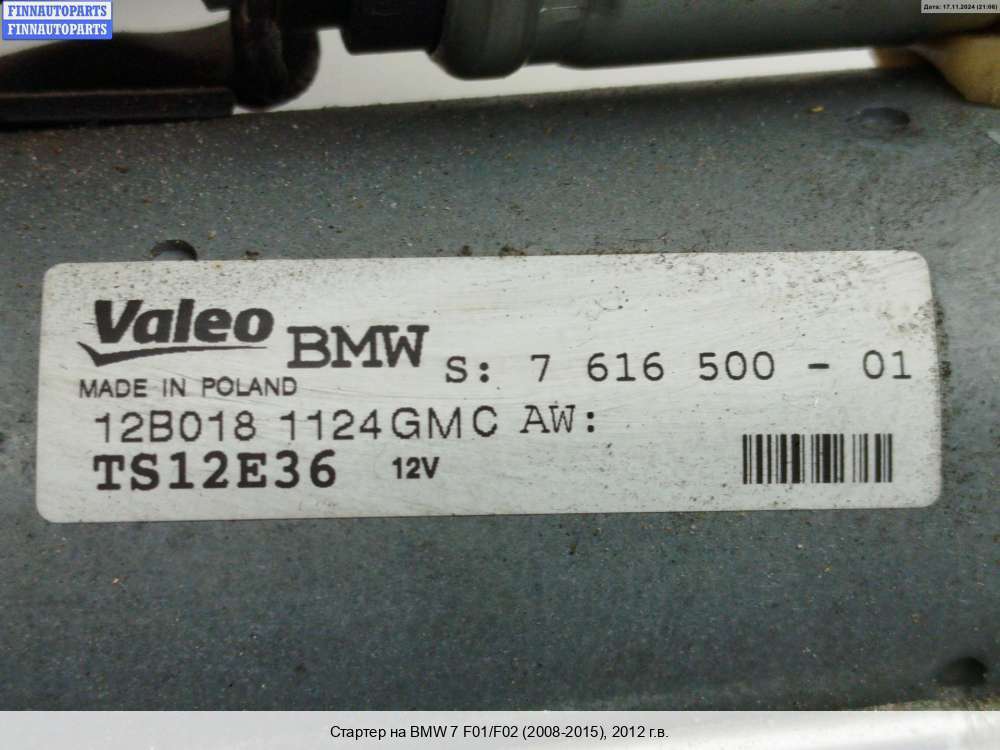 FINNAUTOPARTS
FINNAUTOPARTS
Дата: 17.11.2024 (21:06)
Valeo BMW S: 7 616 500 - 01
MADE IN POLAND
12B018 1124GMC AW:
TS12E36 12V
Стартер на BMW 7 F01/F02 (2008-2015), 2012 г.в.